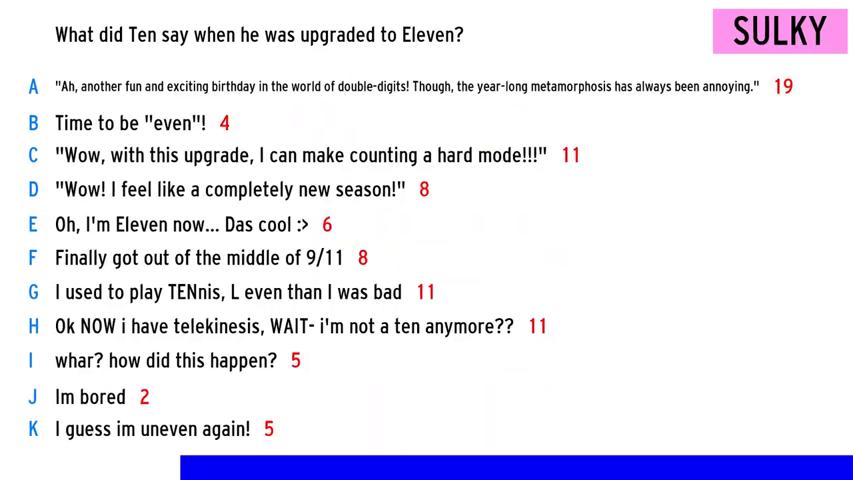 What did Ten say when he was upgraded to Eleven?
SULKY
A "Ah, another fun and exciting birthday in the world of double-digits! Though, the year-long metamorphosis has always been annoying." 19
B Time to be "even"! 4
C "Wow, with this upgrade, I can make counting a hard mode!!!" 11
D "Wow! I feel like a completely new season!" 8
E Oh, I'm Eleven now... Das cool :> 6
F Finally got out of the middle of 9/11 8
G I used to play TENnis, L even than I was bad 11
H Ok NOW i have telekinesis, WAIT- i'm not a ten anymore?? 11
I whar? how did this happen? 5
J Im bored 2
K I guess im uneven again! 5